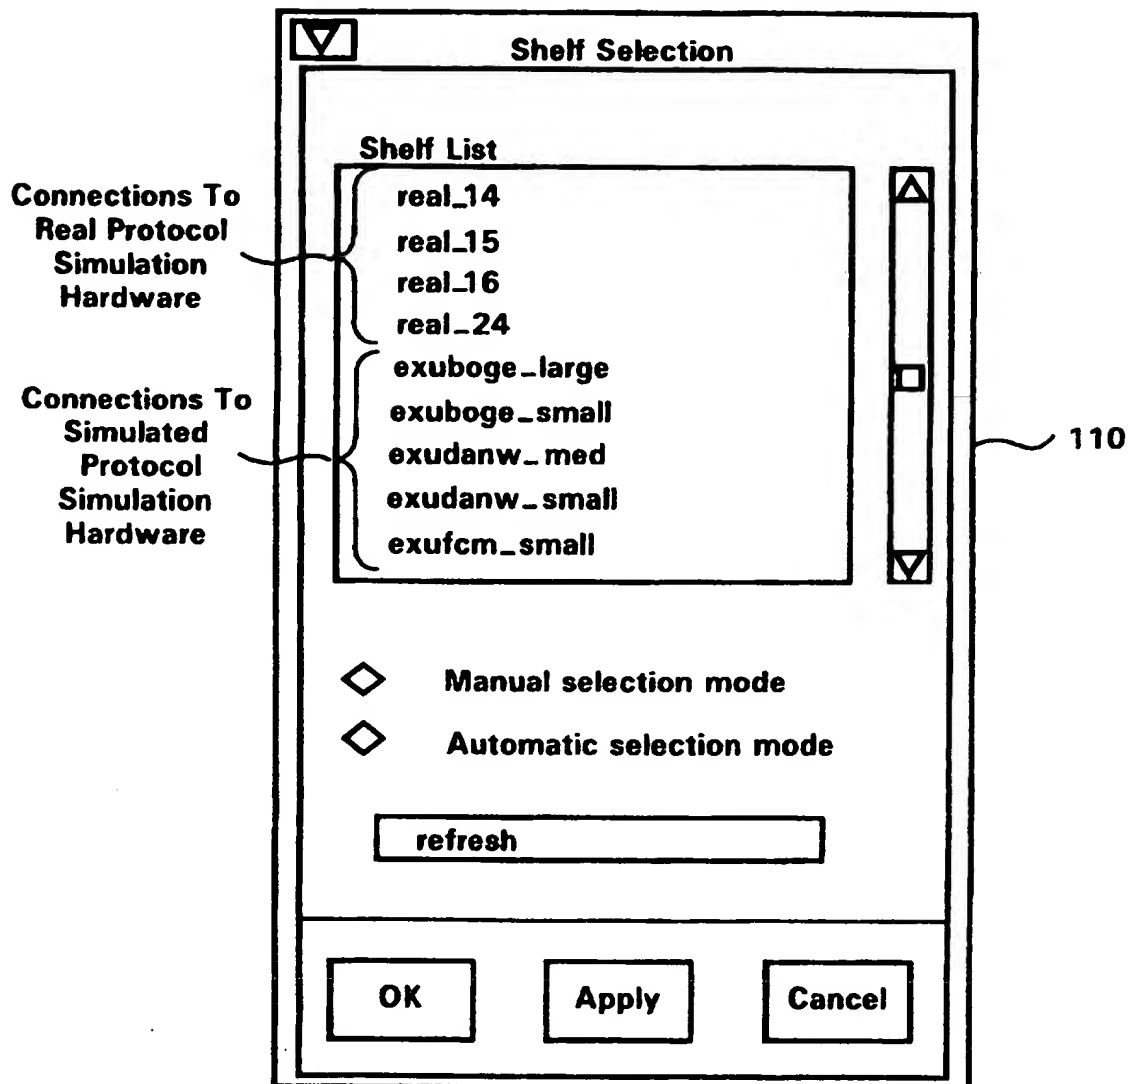 Shelf Selection
Shelf List
Connections To
Real Protocol
Simulation
Hardware
real_14
real_15
real_16
real_24
Connections To
Simulated
Protocol
Simulation
Hardware
exuboge_large
exuboge_small
exudanw_med
exudanw_small
exufcm_small
110
Manual selection mode
Automatic selection mode
refresh
OK
Apply
Cancel